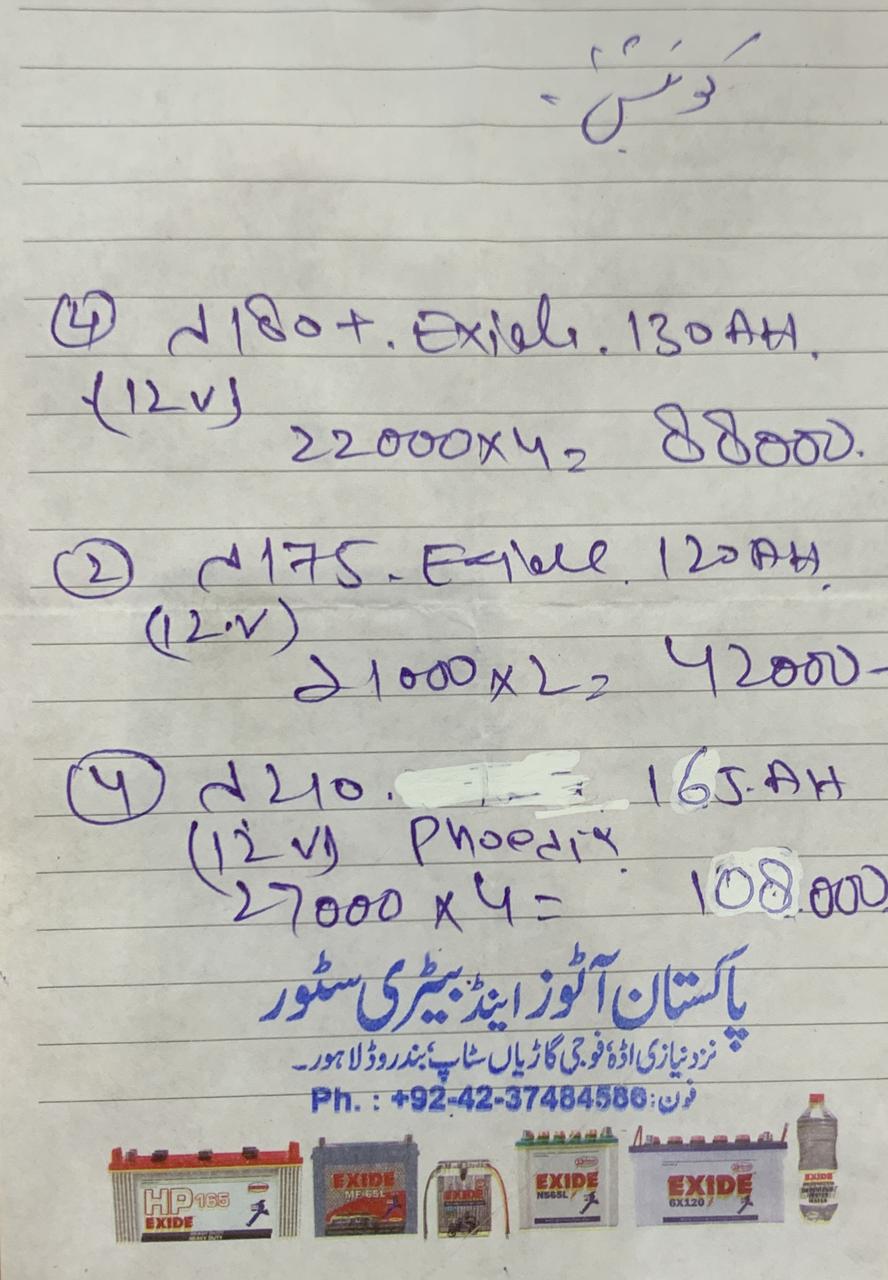 کوٹیشن
④ N180+. Exide. 130AH.
(12V)
22000x4= 88000.
② N175. Exide. 120AH.
(12.V)
21000x2= 42000-
④ N210. 165.AH
(12V) Phoenix.
27000 x 4 = 108.000
پاکستان آٹوز اینڈ بیٹری سٹور
نزد نیازی اڈہ فوجی گاڑیاں سٹاپ، بند روڈ لاہور۔
Ph. : +92-42-37484586 :فون
HP 165
EXIDE
EXIDE
MF 65L
EXIDE
EXIDE
NS65L
EXIDE
6X120
EXIDE